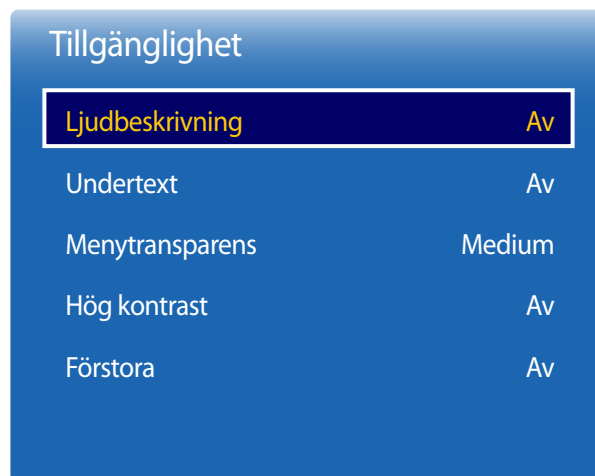 Tillgänglighet
Ljudbeskrivning Av
Undertext Av
Menytransparens Medium
Hög kontrast Av
Förstora Av